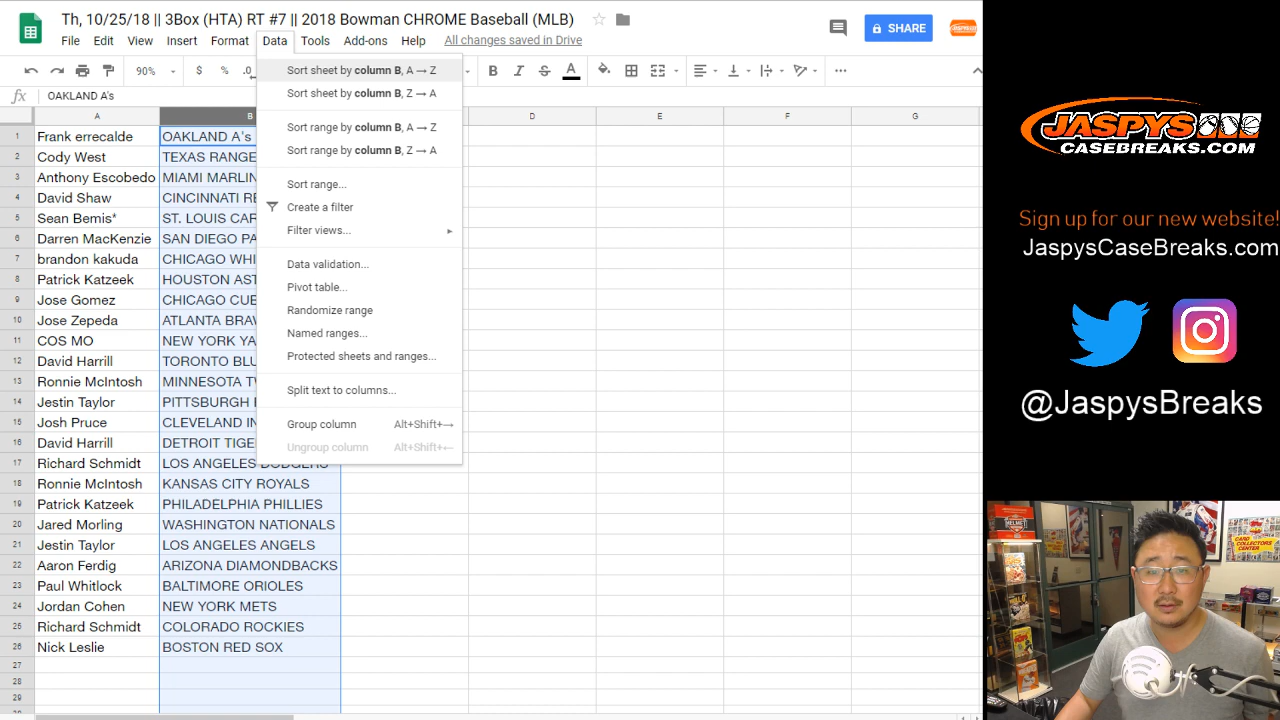 Th, 10/25/18 || 3Box (HTA) RT #7 || 2018 Bowman CHROME Baseball (MLB)
File Edit View Insert Format Data Tools Add-ons Help All changes saved in Drive
SHARE
90% $ % .0
fx OAKLAND A's
A B D E F G
1 Frank errecalde OAKLAND A's
2 Cody West TEXAS RANGE
3 Anthony Escobedo MIAMI MARLIN
4 David Shaw CINCINNATI RE
5 Sean Bemis* ST. LOUIS CAR
6 Darren MacKenzie SAN DIEGO PA
7 brandon kakuda CHICAGO WHI
8 Patrick Katzeek HOUSTON AST
9 Jose Gomez CHICAGO CUE
10 Jose Zepeda ATLANTA BRAV
11 COS MO NEW YORK YA
12 David Harrill TORONTO BLU
13 Ronnie McIntosh MINNESOTA TV
14 Jestin Taylor PITTSBURGH
15 Josh Pruce CLEVELAND IN
16 David Harrill DETROIT TIGE
17 Richard Schmidt LOS ANGELES DODGERS
18 Ronnie McIntosh KANSAS CITY ROYALS
19 Patrick Katzeek PHILADELPHIA PHILLIES
20 Jared Morling WASHINGTON NATIONALS
21 Jestin Taylor LOS ANGELES ANGELS
22 Aaron Ferdig ARIZONA DIAMONDBACKS
23 Paul Whitlock BALTIMORE ORIOLES
24 Jordan Cohen NEW YORK METS
25 Richard Schmidt COLORADO ROCKIES
26 Nick Leslie BOSTON RED SOX
27
28
29
Sort sheet by column B, A → Z
Sort sheet by column B, Z → A
Sort range by column B, A → Z
Sort range by column B, Z → A
Sort range...
Create a filter
Filter views...
Data validation...
Pivot table...
Randomize range
Named ranges...
Protected sheets and ranges...
Split text to columns...
Group column Alt+Shift+→
Ungroup column Alt+Shift+←
JASPYS
CASEBREAKS.COM
Sign up for our new website!
JaspysCaseBreaks.com
@JaspysBreaks
CARD
COLLECTORS
CENTER